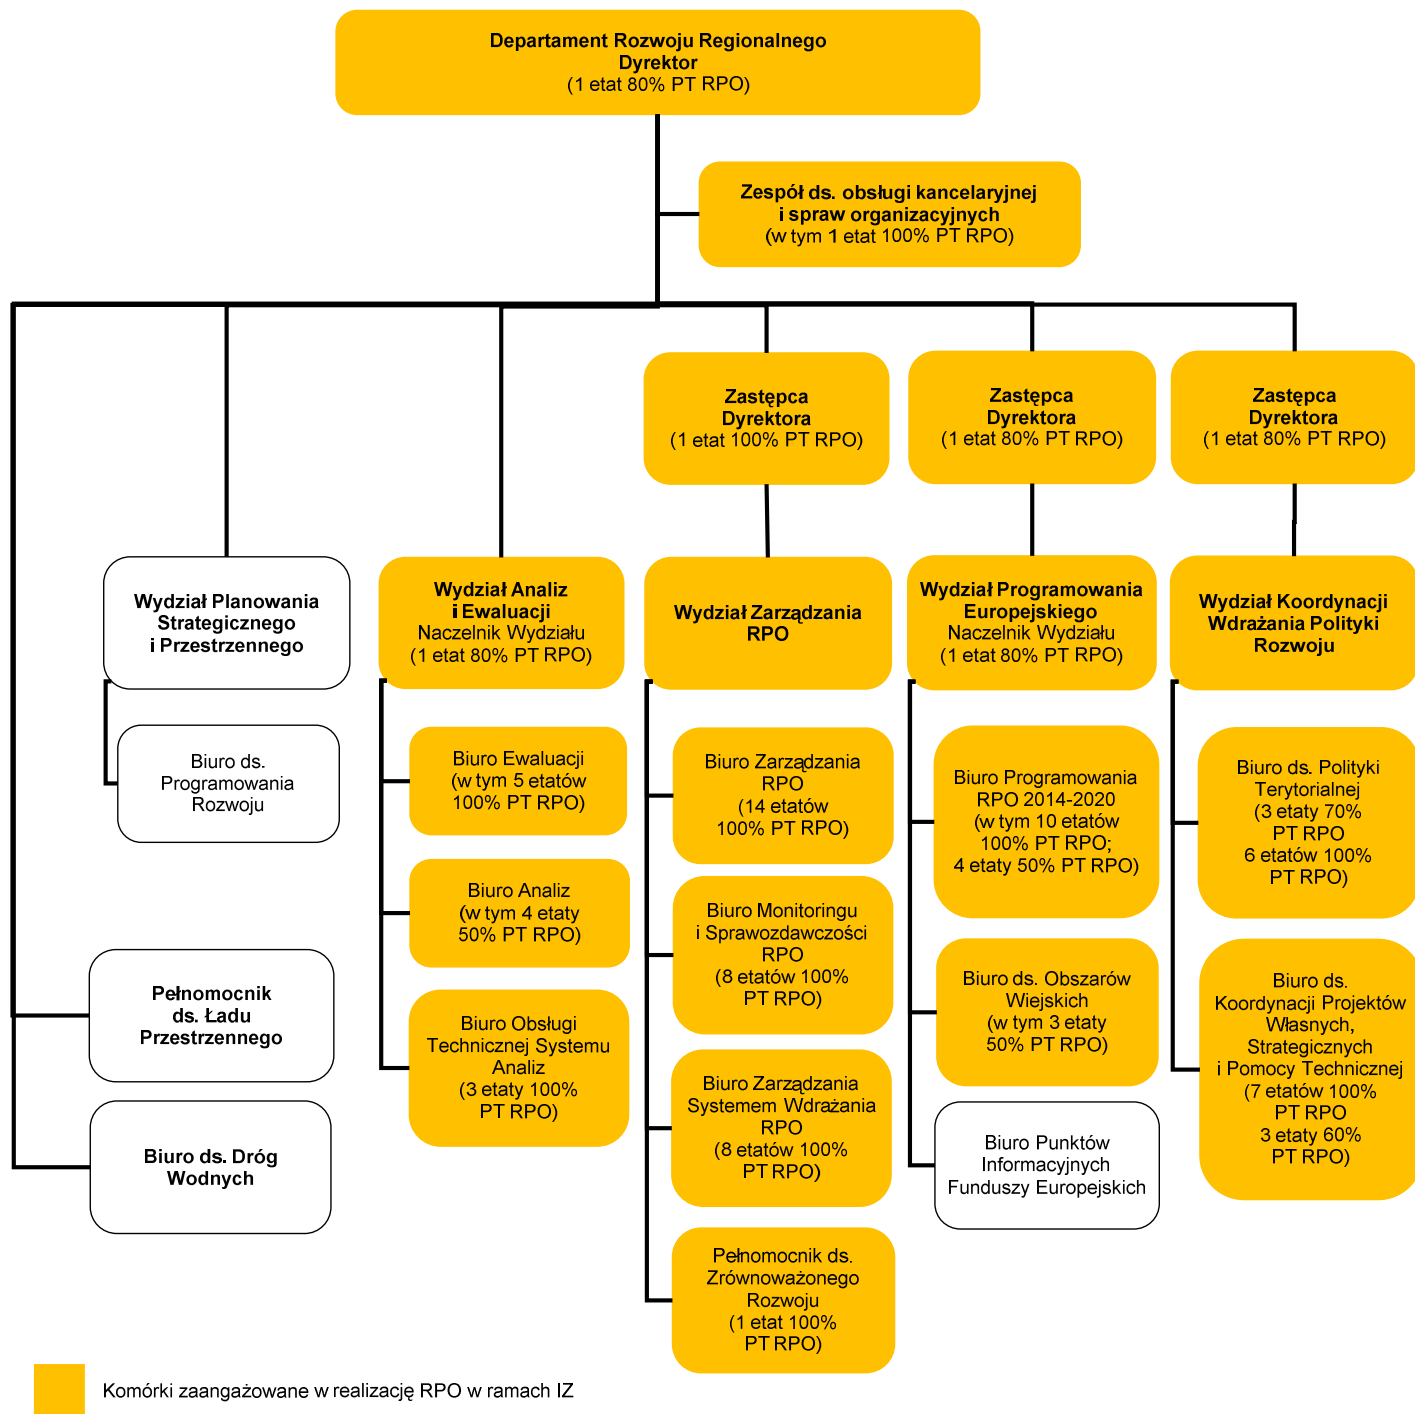 Departament Rozwoju Regionalnego
Dyrektor
(1 etat 80% PT RPO)
Zespół ds. obsługi kancelaryjnej
i spraw organizacyjnych
(w tym 1 etat 100% PT RPO)
Zastępca
Dyrektora
(1 etat 100% PT RPO)
Zastępca
Dyrektora
(1 etat 80% PT RPO)
Zastępca
Dyrektora
(1 etat 80% PT RPO)
Wydział Planowania
Strategicznego
i Przestrzennego
Biuro ds.
Programowania
Rozwoju
Pełnomocnik
ds. Ładu
Przestrzennego
Biuro ds. Dróg
Wodnych
Wydział Analiz
i Ewaluacji
Naczelnik Wydziału
(1 etat 80% PT RPO)
Biuro Ewaluacji
(w tym 5 etatów
100% PT RPO)
Biuro Analiz
(w tym 4 etaty
50% PT RPO)
Biuro Obsługi
Technicznej Systemu
Analiz
(3 etaty 100%
PT RPO)
Wydział Zarządzania
RPO
Biuro Zarządzania
RPO
(14 etatów
100% PT RPO)
Biuro Monitoringu
i Sprawozdawczości
RPO
(8 etatów 100%
PT RPO)
Biuro Zarządzania
Systemem Wdrażania
RPO
(8 etatów 100%
PT RPO)
Pełnomocnik ds.
Zrównoważonego
Rozwoju
(1 etat 100%
PT RPO)
Wydział Programowania
Europejskiego
Naczelnik Wydziału
(1 etat 80% PT RPO)
Biuro Programowania
RPO 2014-2020
(w tym 10 etatów
100% PT RPO;
4 etaty 50% PT RPO)
Biuro ds. Obszarów
Wiejskich
(w tym 3 etaty
50% PT RPO)
Biuro Punktów
Informacyjnych
Funduszy Europejskich
Wydział Koordynacji
Wdrażania Polityki
Rozwoju
Biuro ds. Polityki
Terytorialnej
(3 etaty 70%
PT RPO
6 etatów 100%
PT RPO)
Biuro ds.
Koordynacji Projektów
Własnych,
Strategicznych
i Pomocy Technicznej
(7 etatów 100%
PT RPO
3 etaty 60%
PT RPO)
Komórki zaangażowane w realizację RPO w ramach IZ